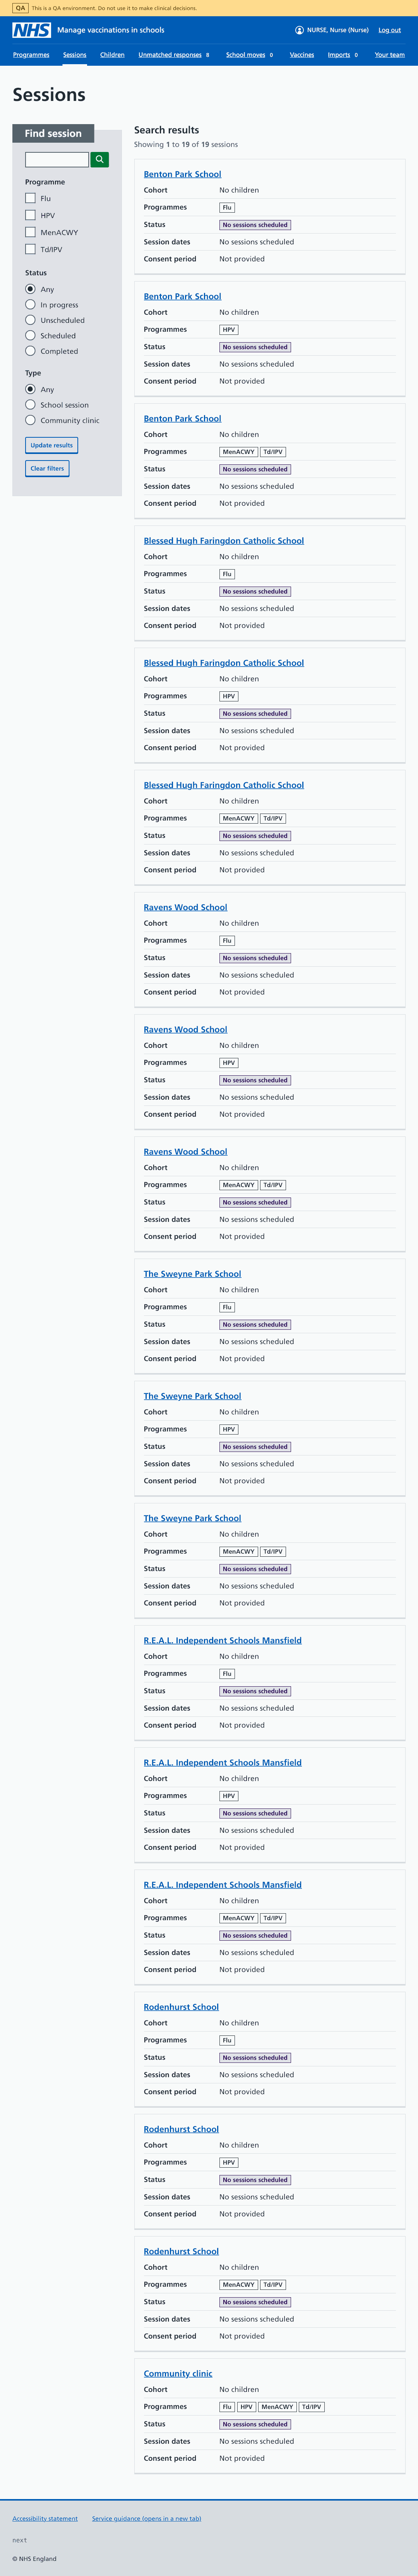 QA This is a QA environment. Do not use it to make clinical decisions.
NHS Manage vaccinations in schools NURSE, Nurse (Nurse) Log out
Programmes Sessions Children Unmatched responses 8 School moves 0 Vaccines Imports 0 Your team
Sessions
Find session
Programme
Flu
HPV
MenACWY
Td/IPV
Status
Any
In progress
Unscheduled
Scheduled
Completed
Type
Any
School session
Community clinic
Update results
Clear filters
Search results
Showing 1 to 19 of 19 sessions
Benton Park School
Cohort No children
Programmes Flu
Status No sessions scheduled
Session dates No sessions scheduled
Consent period Not provided
Benton Park School
Cohort No children
Programmes HPV
Status No sessions scheduled
Session dates No sessions scheduled
Consent period Not provided
Benton Park School
Cohort No children
Programmes MenACWY Td/IPV
Status No sessions scheduled
Session dates No sessions scheduled
Consent period Not provided
Blessed Hugh Faringdon Catholic School
Cohort No children
Programmes Flu
Status No sessions scheduled
Session dates No sessions scheduled
Consent period Not provided
Blessed Hugh Faringdon Catholic School
Cohort No children
Programmes HPV
Status No sessions scheduled
Session dates No sessions scheduled
Consent period Not provided
Blessed Hugh Faringdon Catholic School
Cohort No children
Programmes MenACWY Td/IPV
Status No sessions scheduled
Session dates No sessions scheduled
Consent period Not provided
Ravens Wood School
Cohort No children
Programmes Flu
Status No sessions scheduled
Session dates No sessions scheduled
Consent period Not provided
Ravens Wood School
Cohort No children
Programmes HPV
Status No sessions scheduled
Session dates No sessions scheduled
Consent period Not provided
Ravens Wood School
Cohort No children
Programmes MenACWY Td/IPV
Status No sessions scheduled
Session dates No sessions scheduled
Consent period Not provided
The Sweyne Park School
Cohort No children
Programmes Flu
Status No sessions scheduled
Session dates No sessions scheduled
Consent period Not provided
The Sweyne Park School
Cohort No children
Programmes HPV
Status No sessions scheduled
Session dates No sessions scheduled
Consent period Not provided
The Sweyne Park School
Cohort No children
Programmes MenACWY Td/IPV
Status No sessions scheduled
Session dates No sessions scheduled
Consent period Not provided
R.E.A.L. Independent Schools Mansfield
Cohort No children
Programmes Flu
Status No sessions scheduled
Session dates No sessions scheduled
Consent period Not provided
R.E.A.L. Independent Schools Mansfield
Cohort No children
Programmes HPV
Status No sessions scheduled
Session dates No sessions scheduled
Consent period Not provided
R.E.A.L. Independent Schools Mansfield
Cohort No children
Programmes MenACWY Td/IPV
Status No sessions scheduled
Session dates No sessions scheduled
Consent period Not provided
Rodenhurst School
Cohort No children
Programmes Flu
Status No sessions scheduled
Session dates No sessions scheduled
Consent period Not provided
Rodenhurst School
Cohort No children
Programmes HPV
Status No sessions scheduled
Session dates No sessions scheduled
Consent period Not provided
Rodenhurst School
Cohort No children
Programmes MenACWY Td/IPV
Status No sessions scheduled
Session dates No sessions scheduled
Consent period Not provided
Community clinic
Cohort No children
Programmes Flu HPV MenACWY Td/IPV
Status No sessions scheduled
Session dates No sessions scheduled
Consent period Not provided
Accessibility statement Service guidance (opens in a new tab)
next
© NHS England